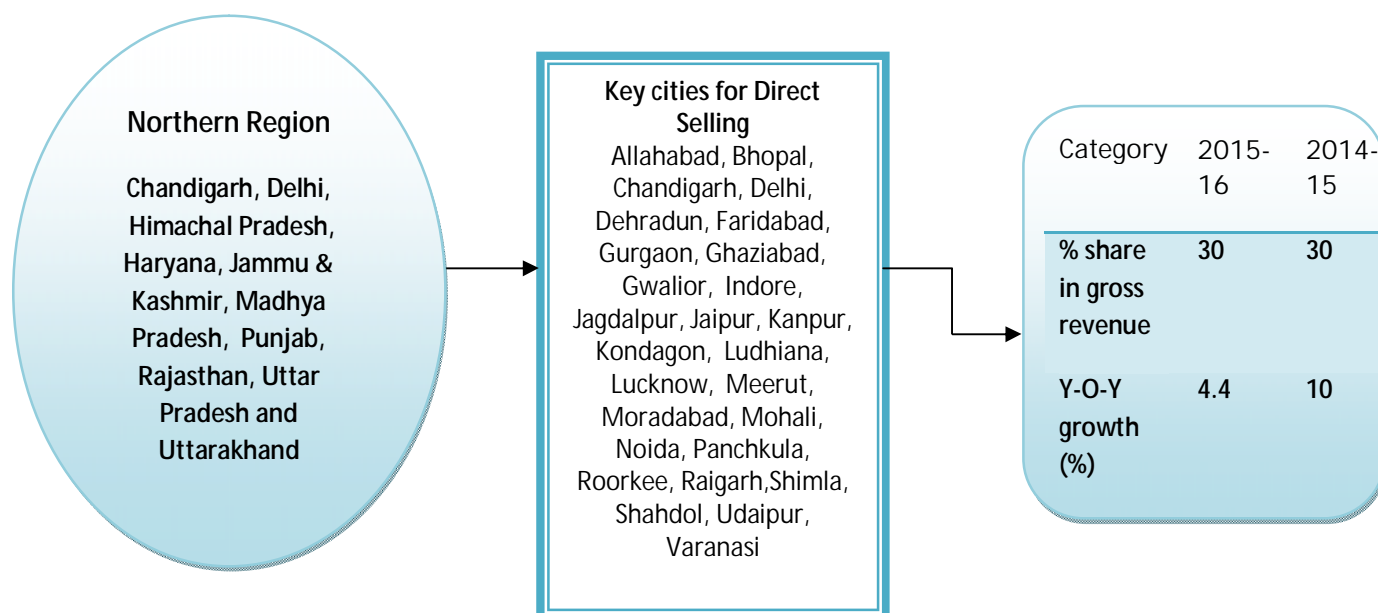 Northern Region
Chandigarh, Delhi,
Himachal Pradesh,
Haryana, Jammu &
Kashmir, Madhya
Pradesh, Punjab,
Rajasthan, Uttar
Pradesh and
Uttarakhand
Key cities for Direct
Selling
Allahabad, Bhopal,
Chandigarh, Delhi,
Dehradun, Faridabad,
Gurgaon, Ghaziabad,
Gwalior, Indore,
Jagdalpur, Jaipur, Kanpur,
Kondagon, Ludhiana,
Lucknow, Meerut,
Moradabad, Mohali,
Noida, Panchkula,
Roorkee, Raigarh,Shimla,
Shahdol, Udaipur,
Varanasi
Category 2015- 2014-
16 15
% share 30 30
in gross
revenue
Y-O-Y 4.4 10
growth
(%)